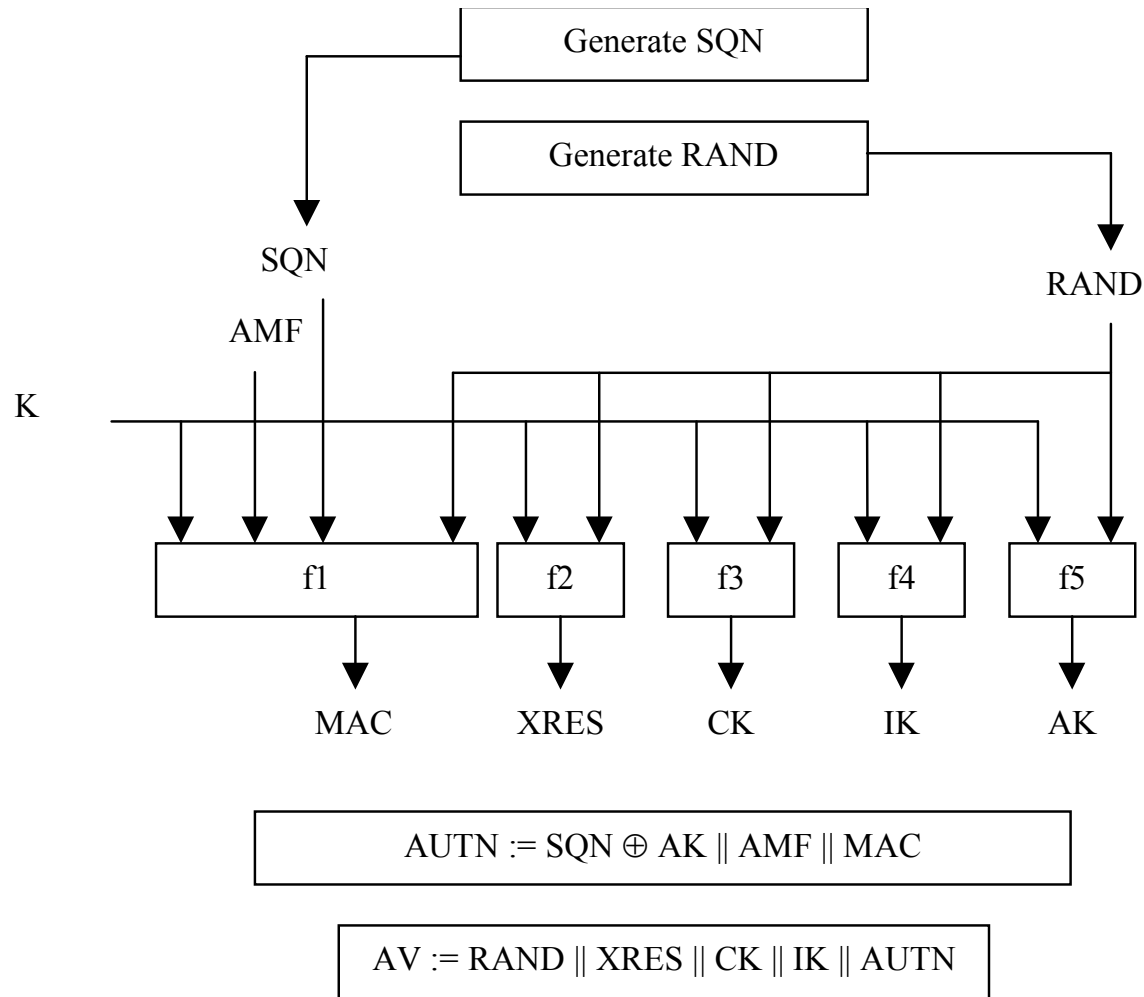 Generate SQN
Generate RAND
SQN
RAND
AMF
K
f1 f2 f3 f4 f5
MAC XRES CK IK AK
AUTN := SQN ⊕ AK || AMF || MAC
AV := RAND || XRES || CK || IK || AUTN